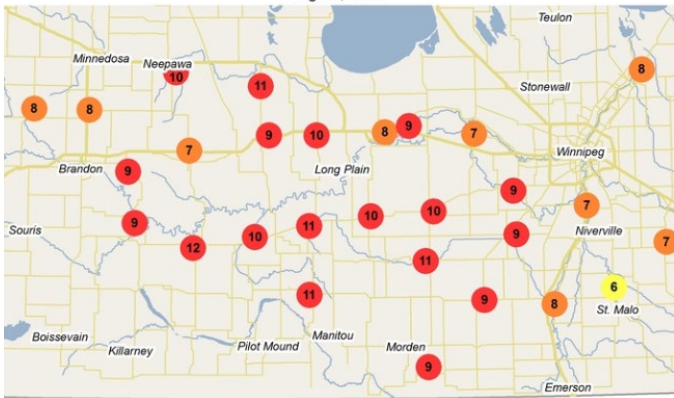 Teulon
Minnedosa
Neepawa
8
10
11
Stonewall
8
8
9
10
8
9
7
7
Winnipeg
Brandon
9
Long Plain
9
7
Souris
9
10
10
11
10
12
9
Niverville
7
11
11
6
9
8
St. Malo
Boissevain
Killarney
Pilot Mound
Manitou
Morden
9
Emerson